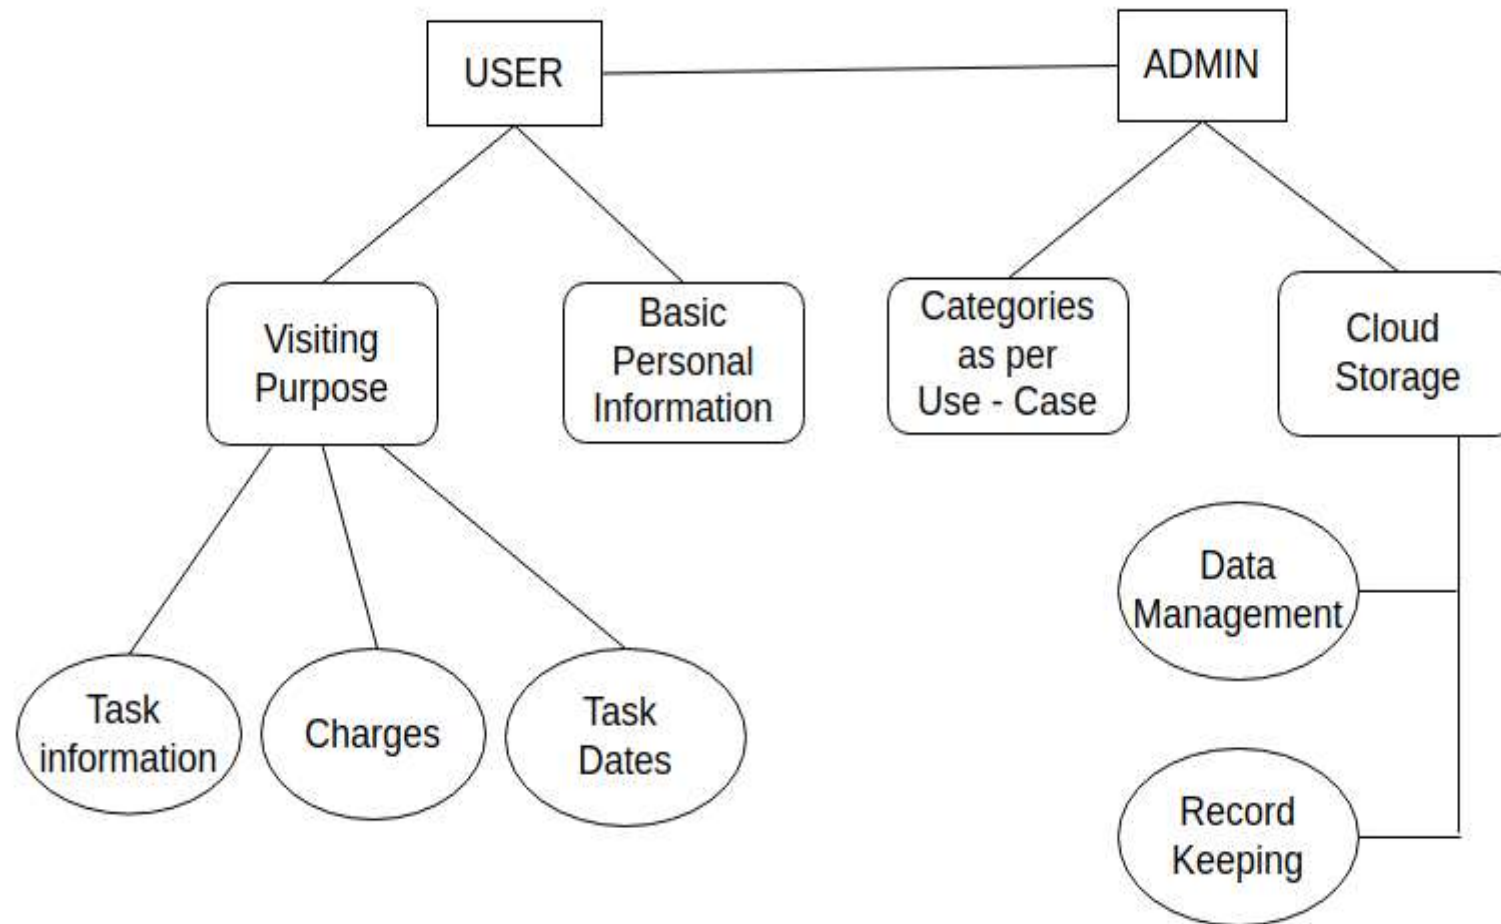 USER
ADMIN
Visiting
Purpose
Basic
Personal
Information
Categories
as per
Use - Case
Cloud
Storage
Data
Management
Task
information
Charges
Task
Dates
Record
Keeping